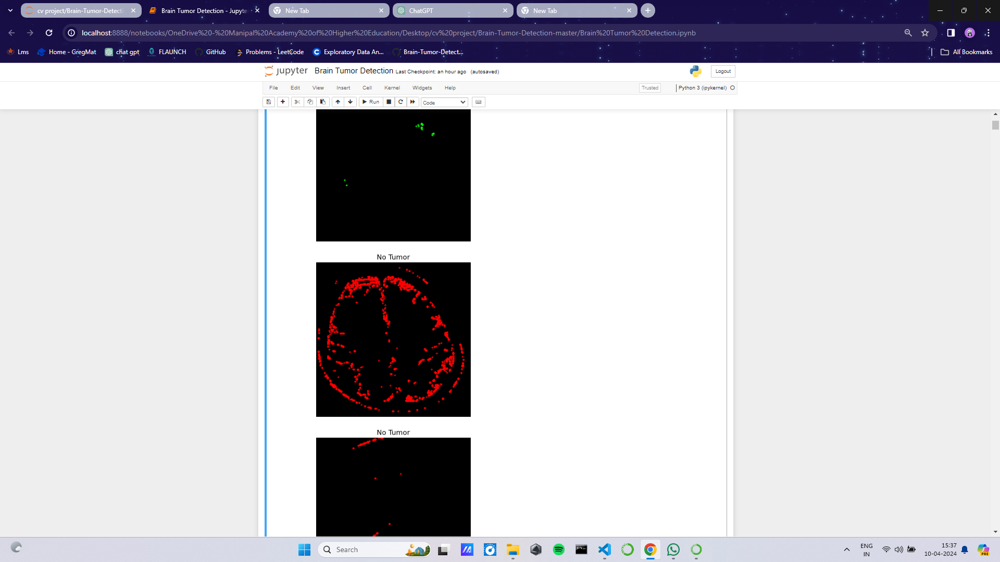 cv project/Brain-Tumor-Detecti
Brain Tumor Detection - Jupyter
New Tab
ChatGPT
New Tab
localhost:8888/notebooks/OneDrive%20-%20Manipal%20Academy%20of%20Higher%20Education/Desktop/cv%20project/Brain-Tumor-Detection-master/Brain%20Tumor%20Detection.ipynb
Lms
Home - GregMat
chat gpt
FLAUNCH
GitHub
Problems - LeetCode
Exploratory Data An...
Brain-Tumor-Detect...
All Bookmarks
jupyter Brain Tumor Detection Last Checkpoint: an hour ago (autosaved)
Logout
File Edit View Insert Cell Kernel Widgets Help
Trusted
Python 3 (ipykernel)
Run
Code
No Tumor
No Tumor
Search
ENG
IN
15:37
10-04-2024
PRE